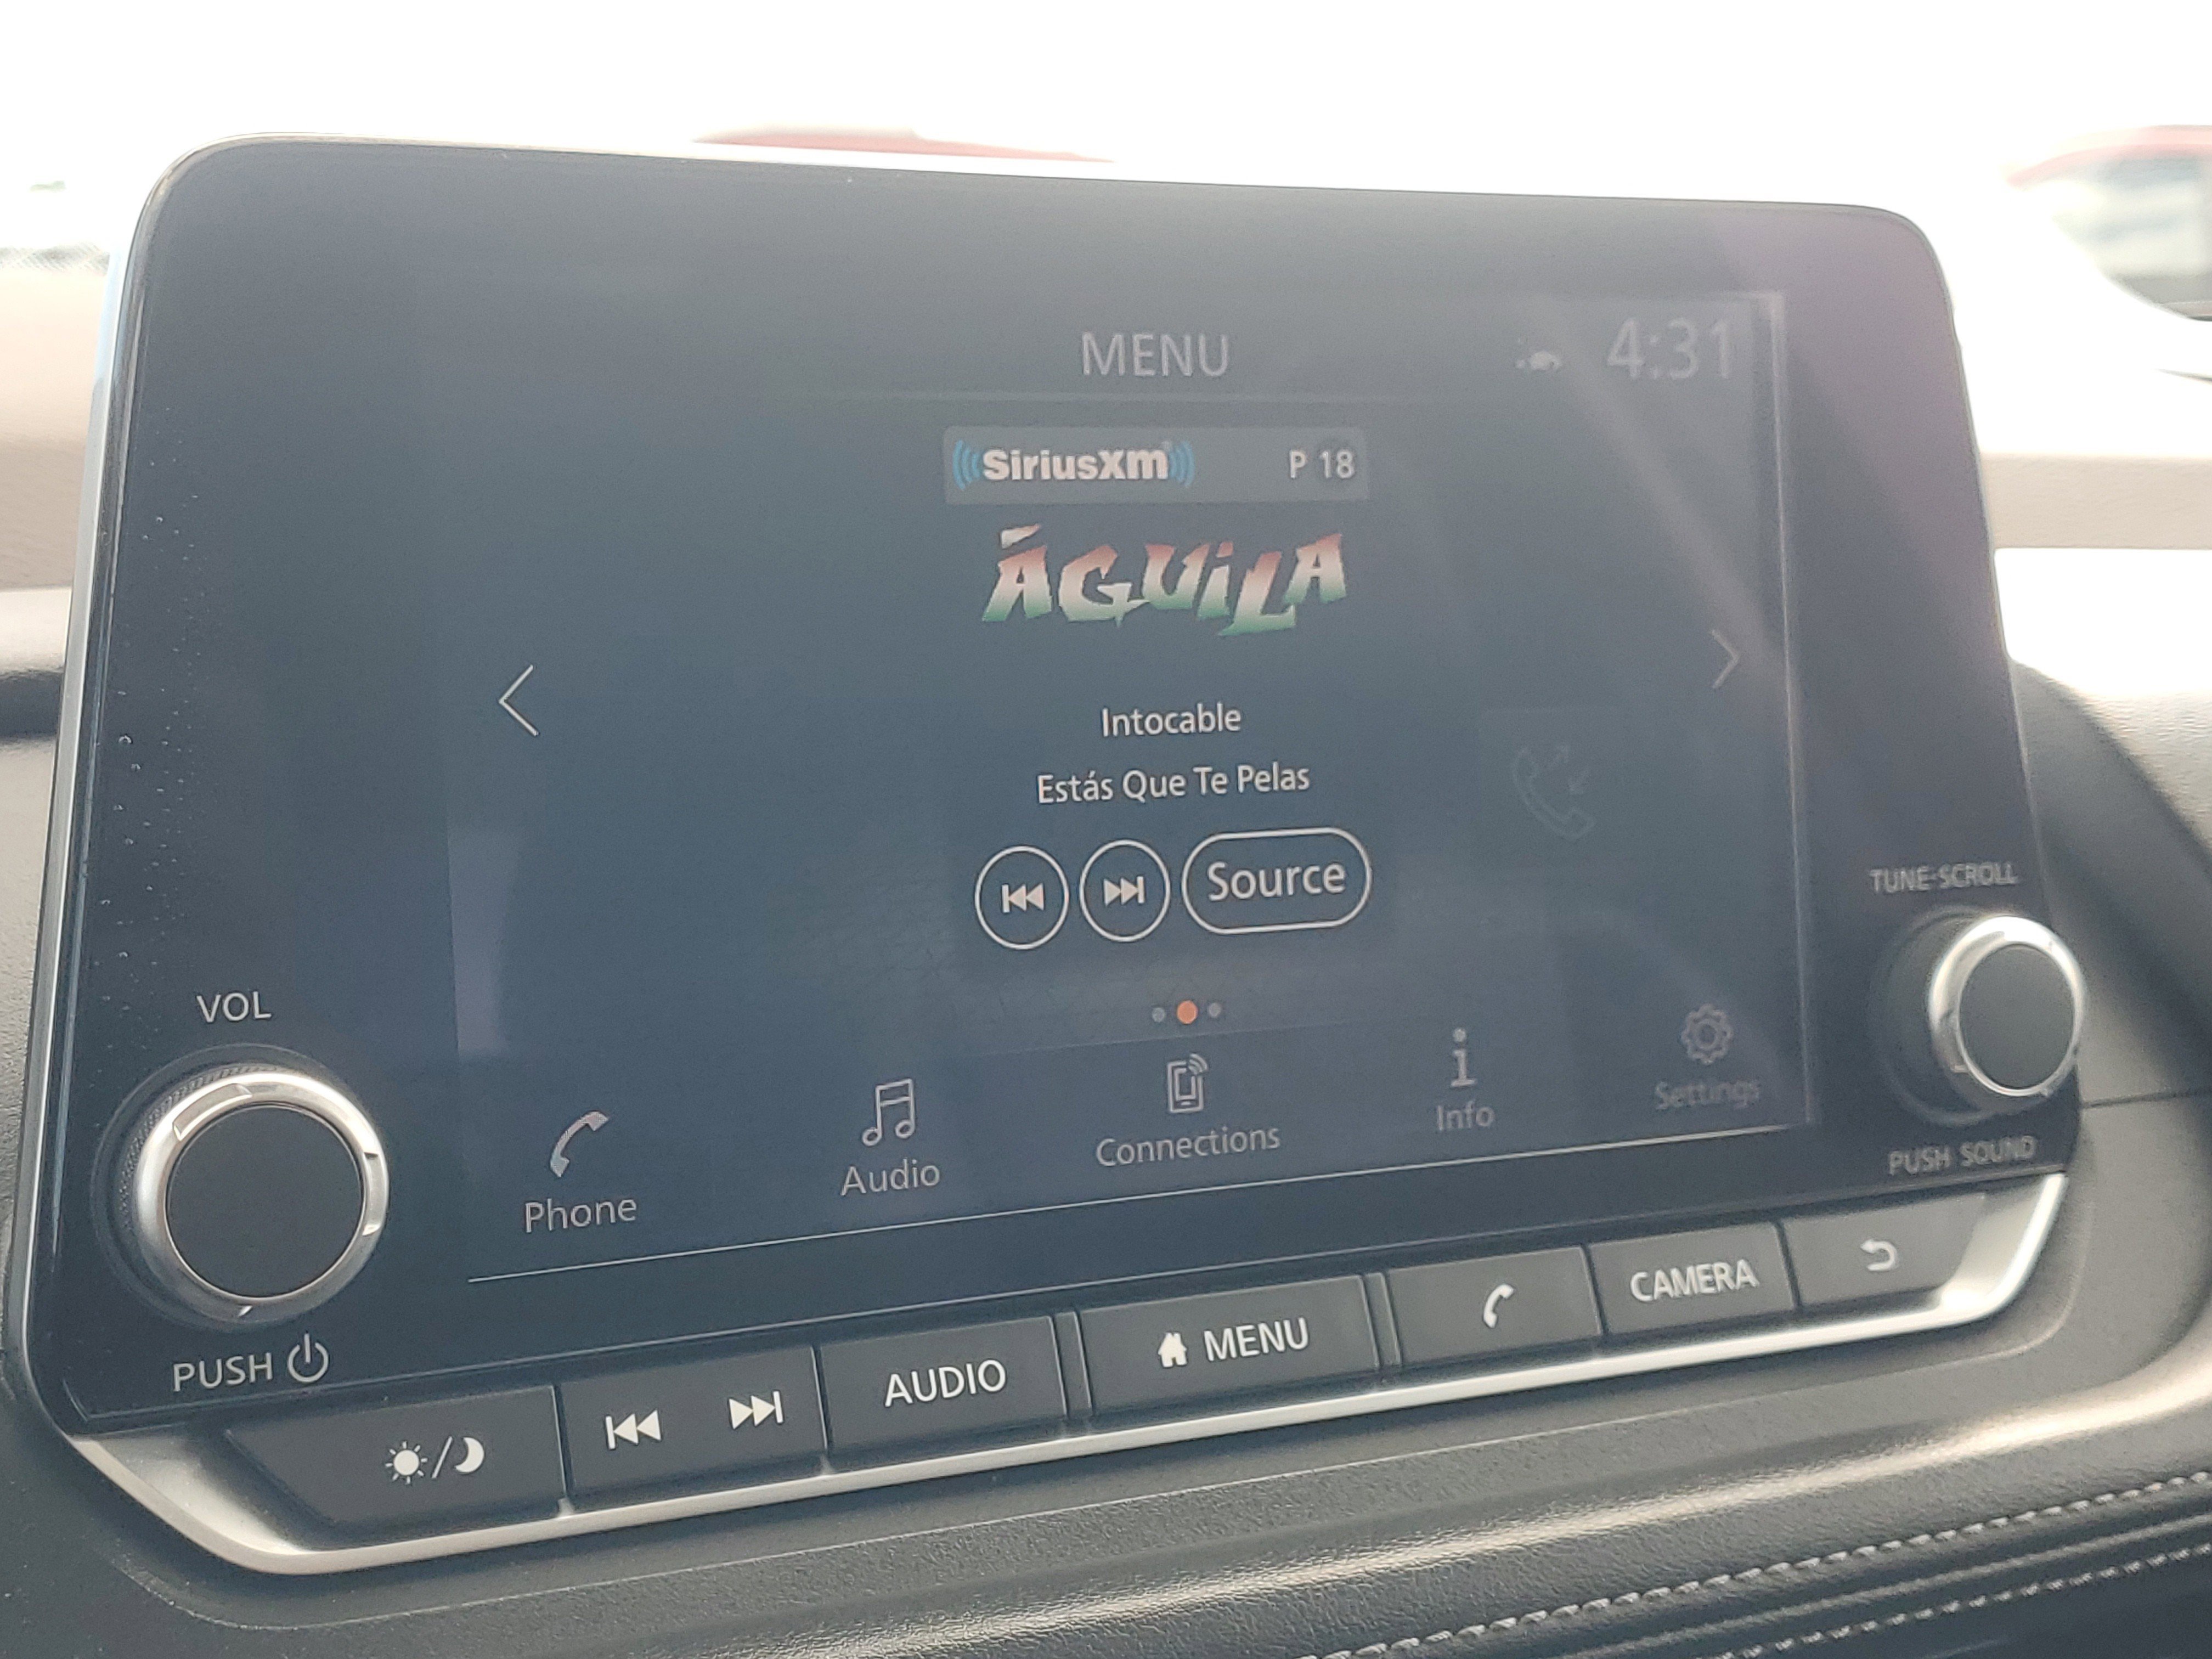 MENU
4:31
SiriusXm P 18
ÁGUiLA
Intocable
Estás Que Te Pelas
Source
Phone
Audio
Connections
Info
Settings
VOL
PUSH
TUNE·SCROLL
PUSH SOUND
AUDIO
MENU
CAMERA